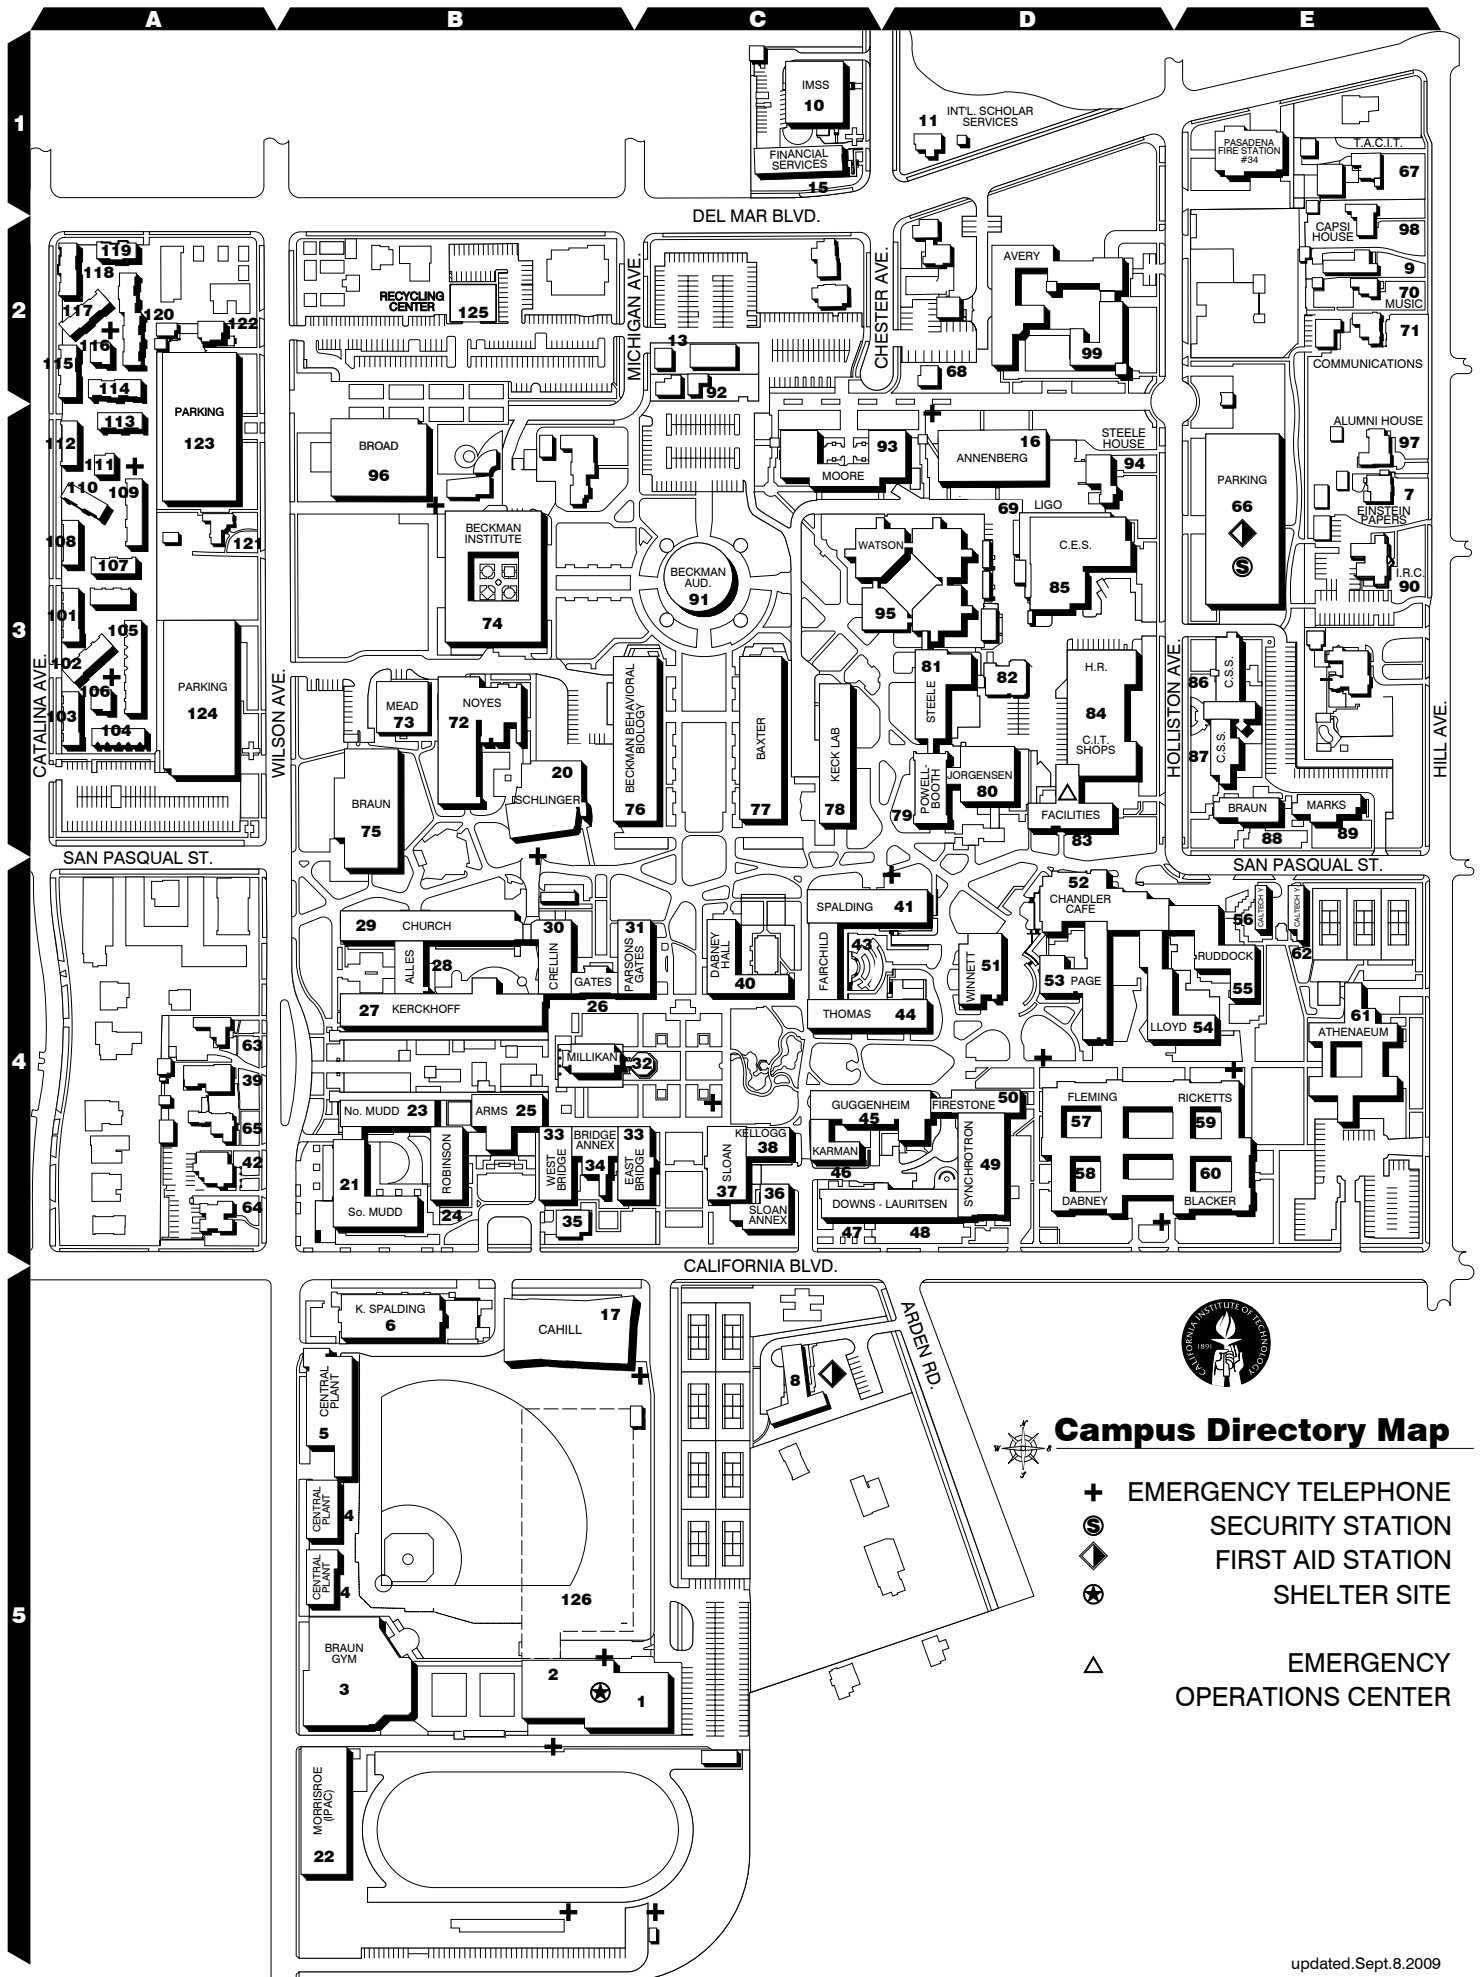 A
B
C
D
E
1
IMSS
10
FINANCIAL
SERVICES
15
11
INT'L. SCHOLAR
SERVICES
PASADENA
FIRE STATION
#34
T.A.C.I.T.
67
DEL MAR BLVD.
CAPSI
HOUSE
98
9
70
MUSIC
71
COMMUNICATIONS
2
119
118
117
120
122
116
115
114
113
112
111
110
109
108
107
121
PARKING
123
RECYCLING
CENTER
125
MICHIGAN AVE.
13
92
CHESTER AVE.
68
AVERY
99
BROAD
96
93
MOORE
16
ANNENBERG
STEELE
HOUSE
94
ALUMNI HOUSE
97
7
EINSTEIN
PAPERS
PARKING
66
S
I.R.C.
90
3
101
105
102
106
103
104
PARKING
124
CATALINA AVE.
WILSON AVE.
BECKMAN
INSTITUTE
74
BECKMAN
AUD.
91
WATSON
95
69
LIGO
C.E.S.
85
MEAD
73
NOYES
72
20
SCHLINGER
BRAUN
75
BECKMAN BEHAVIORAL
BIOLOGY
76
BAXTER
77
KECK LAB
78
81
STEELE
82
H.R.
84
C.I.T.
SHOPS
POWELL-
BOOTH
79
JORGENSEN
80
FACILITIES
83
HOLLISTON AVE
86
C.S.S.
87
C.S.S.
BRAUN
88
MARKS
89
HILL AVE.
SAN PASQUAL ST.
SAN PASQUAL ST.
4
29
CHURCH
30
CRELLIN
31
PARSONS
GATES
ALLES
28
GATES
26
27
KERCKHOFF
DABNEY
HALL
40
SPALDING
41
FAIRCHILD
43
THOMAS
44
WINNETT
51
52
CHANDLER
CAFE
53
PAGE
RUDDOCK
55
LLOYD
54
56
CALTECH Y
CALTECH Y
62
61
ATHENAEUM
63
39
65
42
64
MILLIKAN
32
No. MUDD
23
ARMS
25
21
So. MUDD
ROBINSON
24
33
WEST
BRIDGE
BRIDGE
ANNEX
34
33
EAST
BRIDGE
35
KELLOGG
38
SLOAN
37
36
SLOAN
ANNEX
GUGGENHEIM
45
FIRESTONE
50
KARMAN
46
SYNCHROTRON
49
DOWNS - LAURITSEN
47
48
FLEMING
57
RICKETTS
59
58
DABNEY
60
BLACKER
CALIFORNIA BLVD.
5
K. SPALDING
6
CAHILL
17
CENTRAL
PLANT
5
CENTRAL
PLANT
4
CENTRAL
PLANT
4
126
BRAUN
GYM
3
2
1
MORRISROE
(IPAC)
22
8
ARDEN RD.
CALIFORNIA INSTITUTE OF TECHNOLOGY
1891
Campus Directory Map
EMERGENCY TELEPHONE
S SECURITY STATION
FIRST AID STATION
SHELTER SITE
EMERGENCY
OPERATIONS CENTER
updated.Sept.8.2009